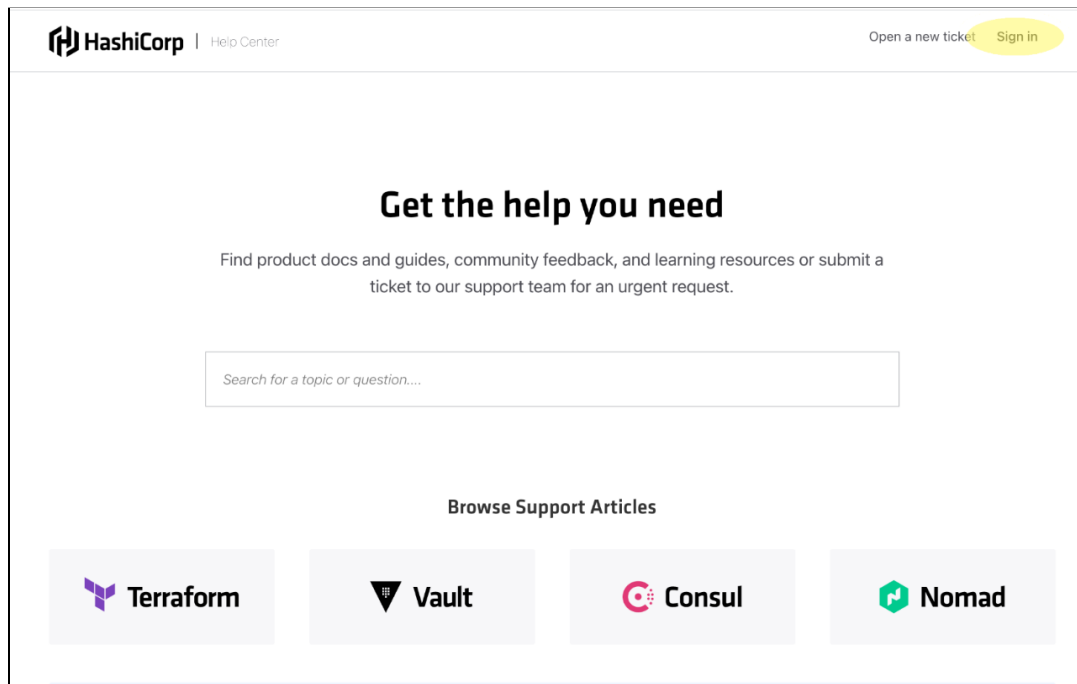 HashiCorp | Help Center
Open a new ticket Sign in
Get the help you need
Find product docs and guides, community feedback, and learning resources or submit a
ticket to our support team for an urgent request.
Search for a topic or question....
Browse Support Articles
Terraform
Vault
Consul
Nomad